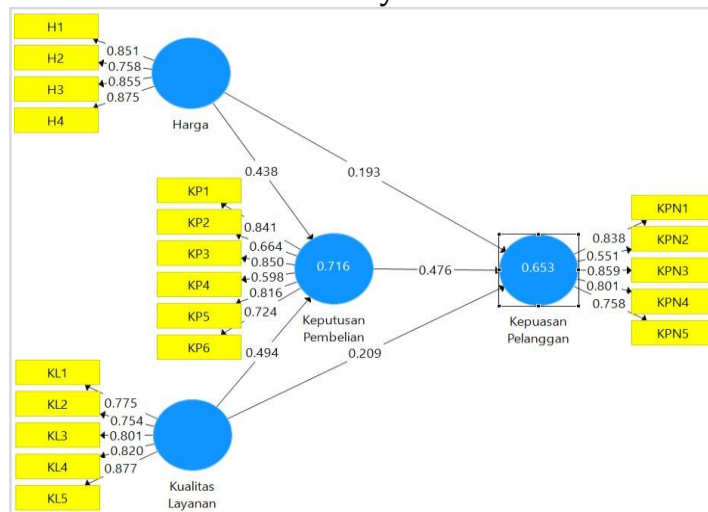 H1
H2
H3
H4
0.851
0.758
0.855
0.875
Harga
0.438
0.193
KP1
KP2
KP3
KP4
KP5
KP6
0.841
0.664
0.850
0.598
0.816
0.724
0.716
Keputusan
Pembelian
0.476
0.653
Kepuasan
Pelanggan
0.838
0.551
0.859
0.801
0.758
KPN1
KPN2
KPN3
KPN4
KPN5
0.494
0.209
KL1
KL2
KL3
KL4
KL5
0.775
0.754
0.801
0.820
0.877
Kualitas
Layanan